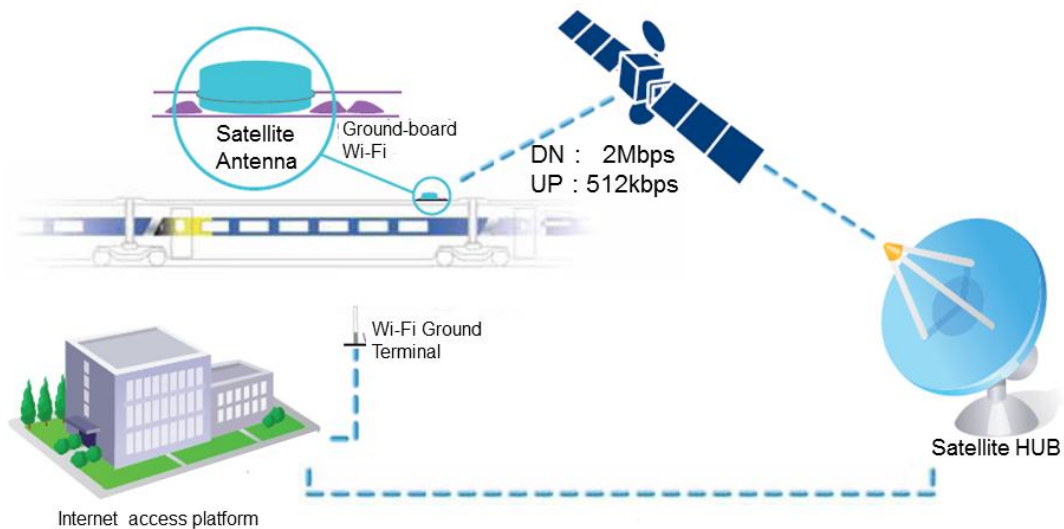 Satellite
Antenna
Ground-board
Wi-Fi
DN :   2Mbps
UP : 512kbps
Wi-Fi Ground
Terminal
Satellite HUB
Internet  access platform